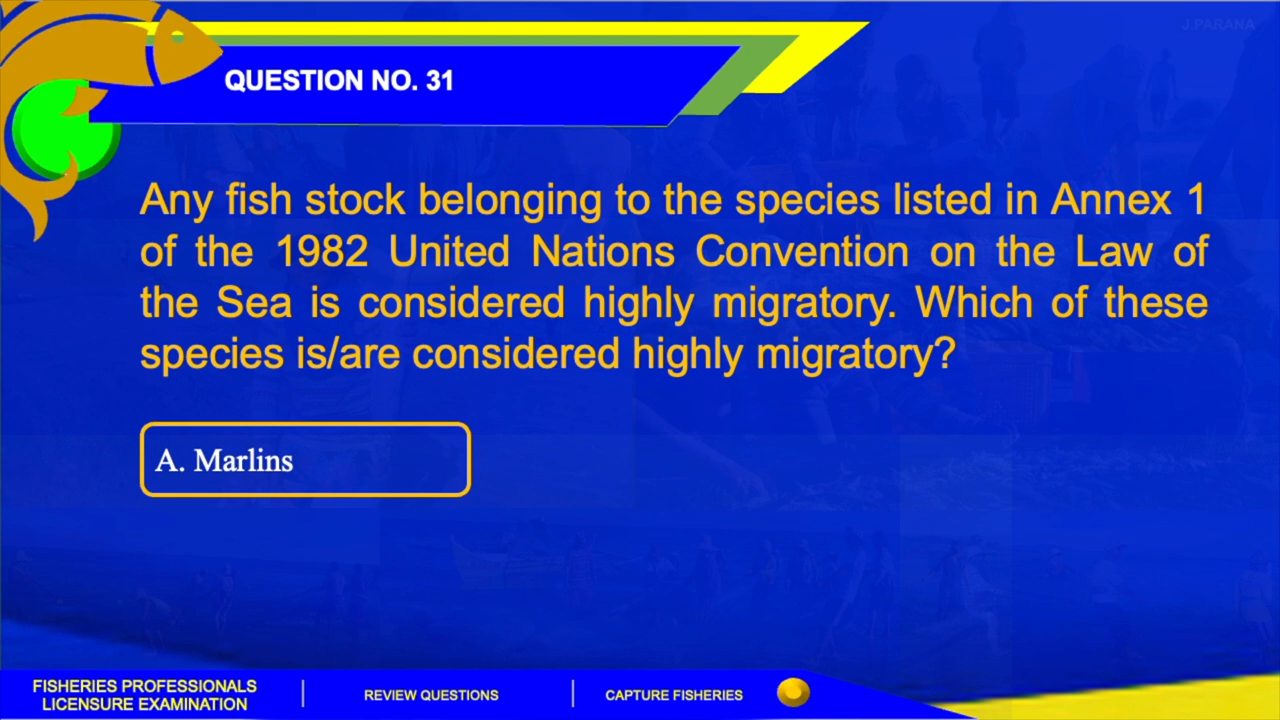 J.PARANA
QUESTION NO. 31
Any fish stock belonging to the species listed in Annex 1
of the 1982 United Nations Convention on the Law of
the Sea is considered highly migratory. Which of these
species is/are considered highly migratory?
A. Marlins
FISHERIES PROFESSIONALS
LICENSURE EXAMINATION
REVIEW QUESTIONS
CAPTURE FISHERIES